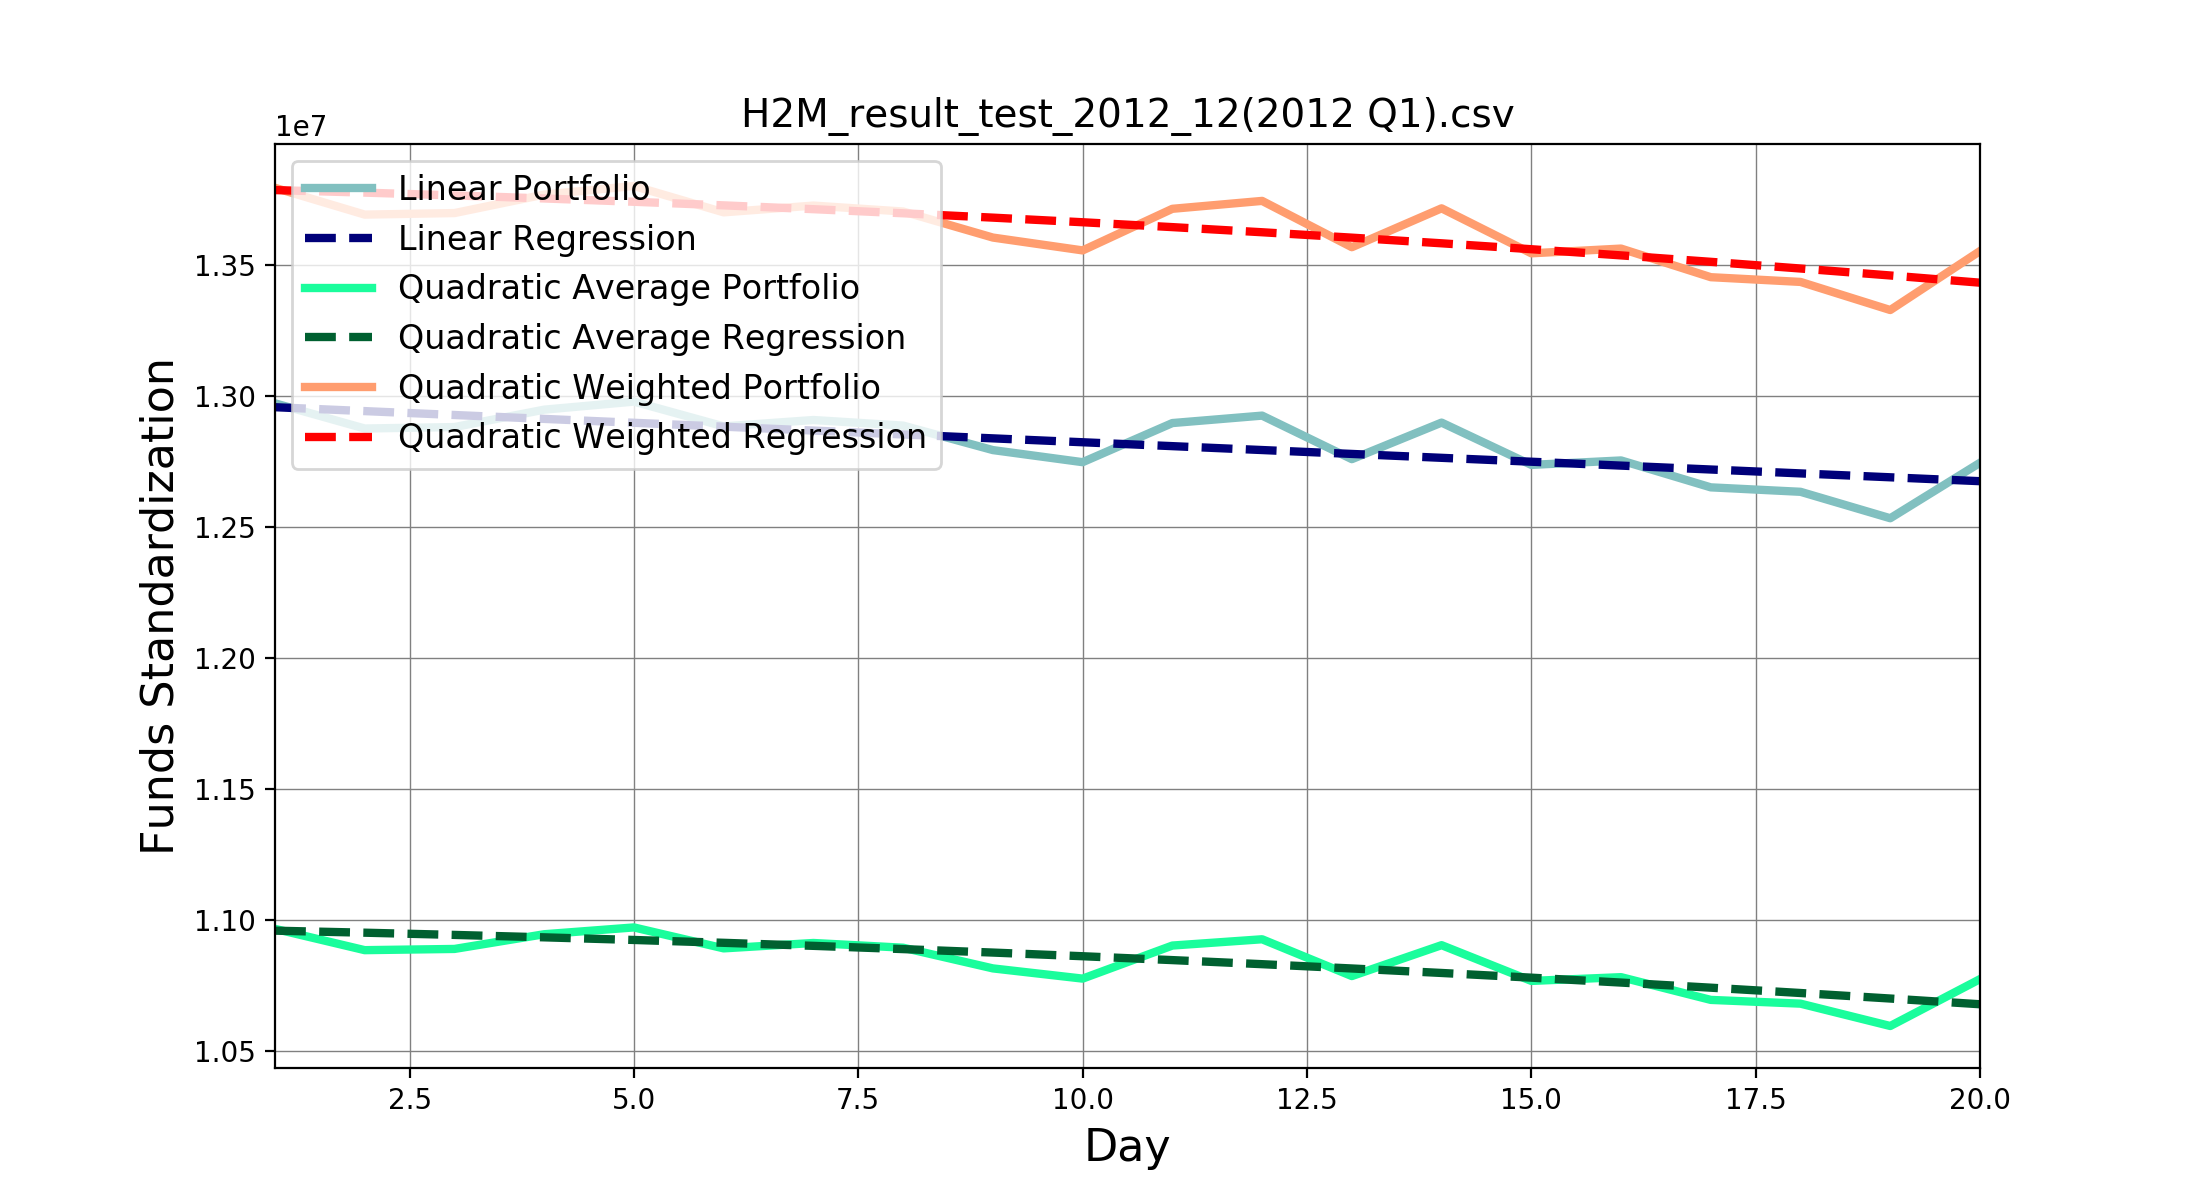 H2M_result_test_2012_12(2012 Q1).csv
1e7
Linear Portfolio
Linear Regression
Quadratic Average Portfolio
Quadratic Average Regression
Quadratic Weighted Portfolio
Quadratic Weighted Regression
Funds Standardization
1.35
1.30
1.25
1.20
1.15
1.10
1.05
2.5 5.0 7.5 10.0 12.5 15.0 17.5 20.0
Day